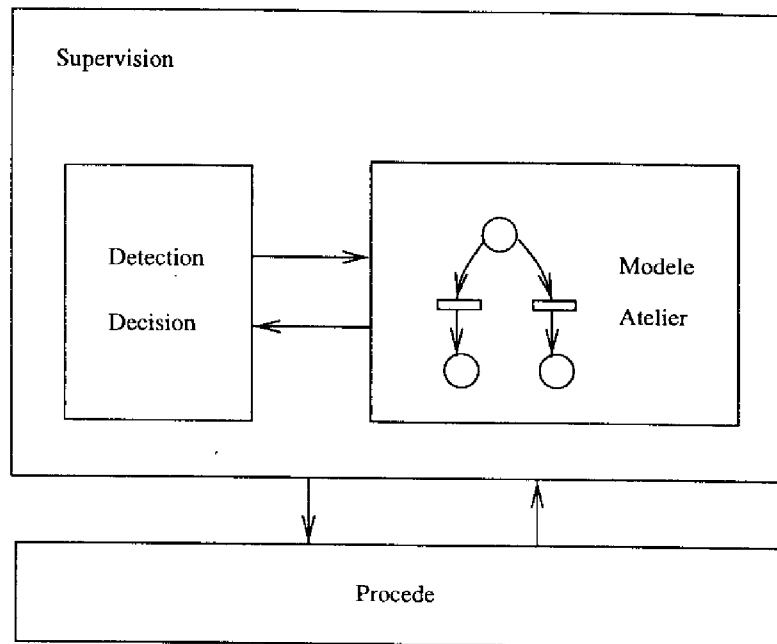 Supervision
Detection
Decision
Modele
Atelier
Procede